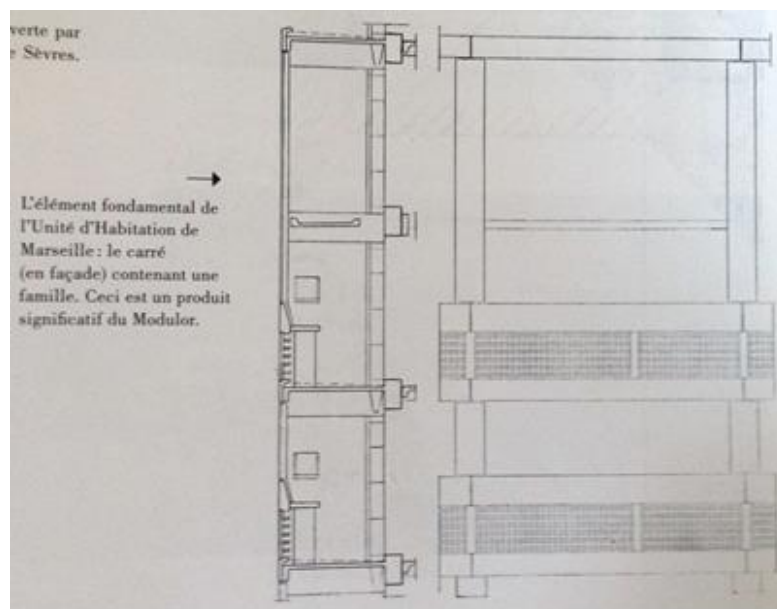 verte par
Sèvres.
L'élément fondamental de
l'Unité d'Habitation de
Marseille : le carré
(en façade) contenant une
famille. Ceci est un produit
significatif du Modulor.